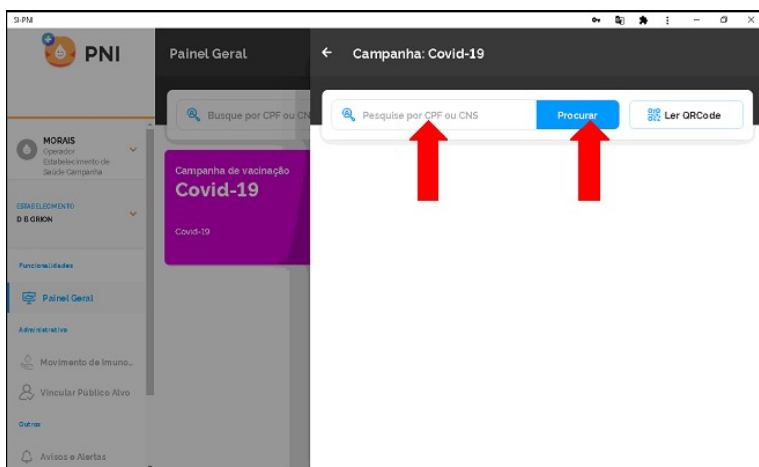 SI-PNI
PNI
Painel Geral
Campanha: Covid-19
Busque por CPF ou CN
Pesquise por CPF ou CNS
Procurar
Ler QRCode
MORAIS
Operador
Estabelecimento de
Saúde Campanha
Campanha de vacinação
Covid-19
Covid-19
ESTABELECIMENTO
D B GRION
Funcionalidades
Painel Geral
Administrativo
Movimento de Imuno...
Vincular Público Alvo
Outros
Avisos e Alertas